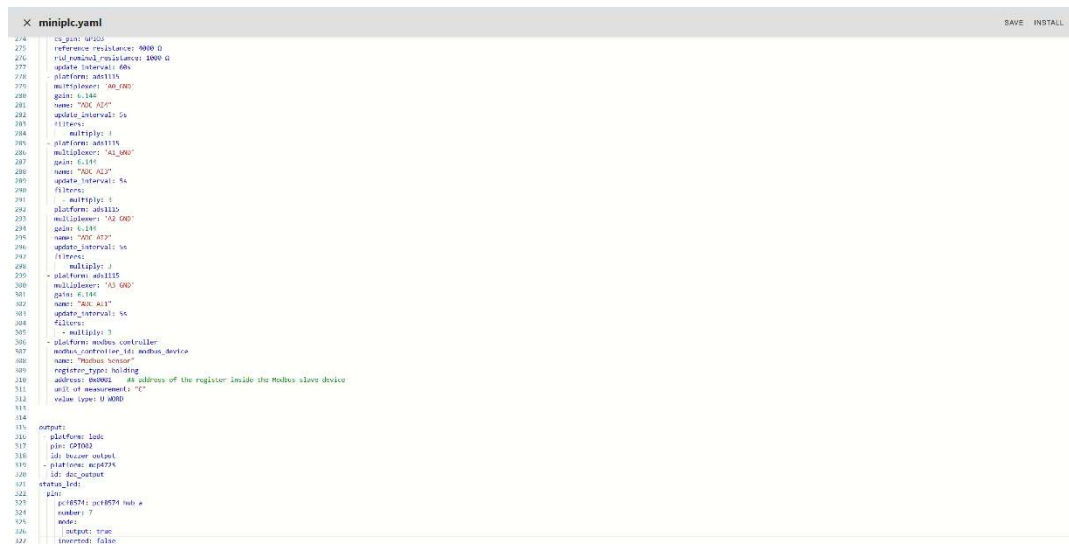 miniplc.yaml
SAVE INSTALL
274 cs_pin: GPIO3
275 reference_resistance: 4000 Ω
276 rtd_nominal_resistance: 1000 Ω
277 update_interval: 60s
278 - platform: ads1115
279 multiplexer: 'A0_GND'
280 gain: 6.144
281 name: "ADC AI4"
282 update_interval: 5s
283 filters:
284 - multiply: 3
285 - platform: ads1115
286 multiplexer: 'A1_GND'
287 gain: 6.144
288 name: "ADC AI3"
289 update_interval: 5s
290 filters:
291 - multiply: 3
292 platform: ads1115
293 multiplexer: 'A2_GND'
294 gain: 6.144
295 name: "ADC AI2"
296 update_interval: 5s
297 filters:
298 multiply: 3
299 - platform: ads1115
300 multiplexer: 'A3_GND'
301 gain: 6.144
302 name: "ADC AI1"
303 update_interval: 5s
304 filters:
305 - multiply: 3
306 - platform: modbus_controller
307 modbus_controller_id: modbus_device
308 name: "Modbus Sensor"
309 register_type: holding
310 address: 0x0001 ## address of the register inside the Modbus slave device
311 unit_of_measurement: "C"
312 value_type: U_WORD
313
314
315 output:
316 - platform: ledc
317 pin: GPIO02
318 id: buzzer_output
319 - platform: mcp4725
320 id: dac_output
321 status_led:
322 pin:
323 pcf8574: pcf8574_hub_a
324 number: 7
325 mode:
326 output: true
327 inverted: false